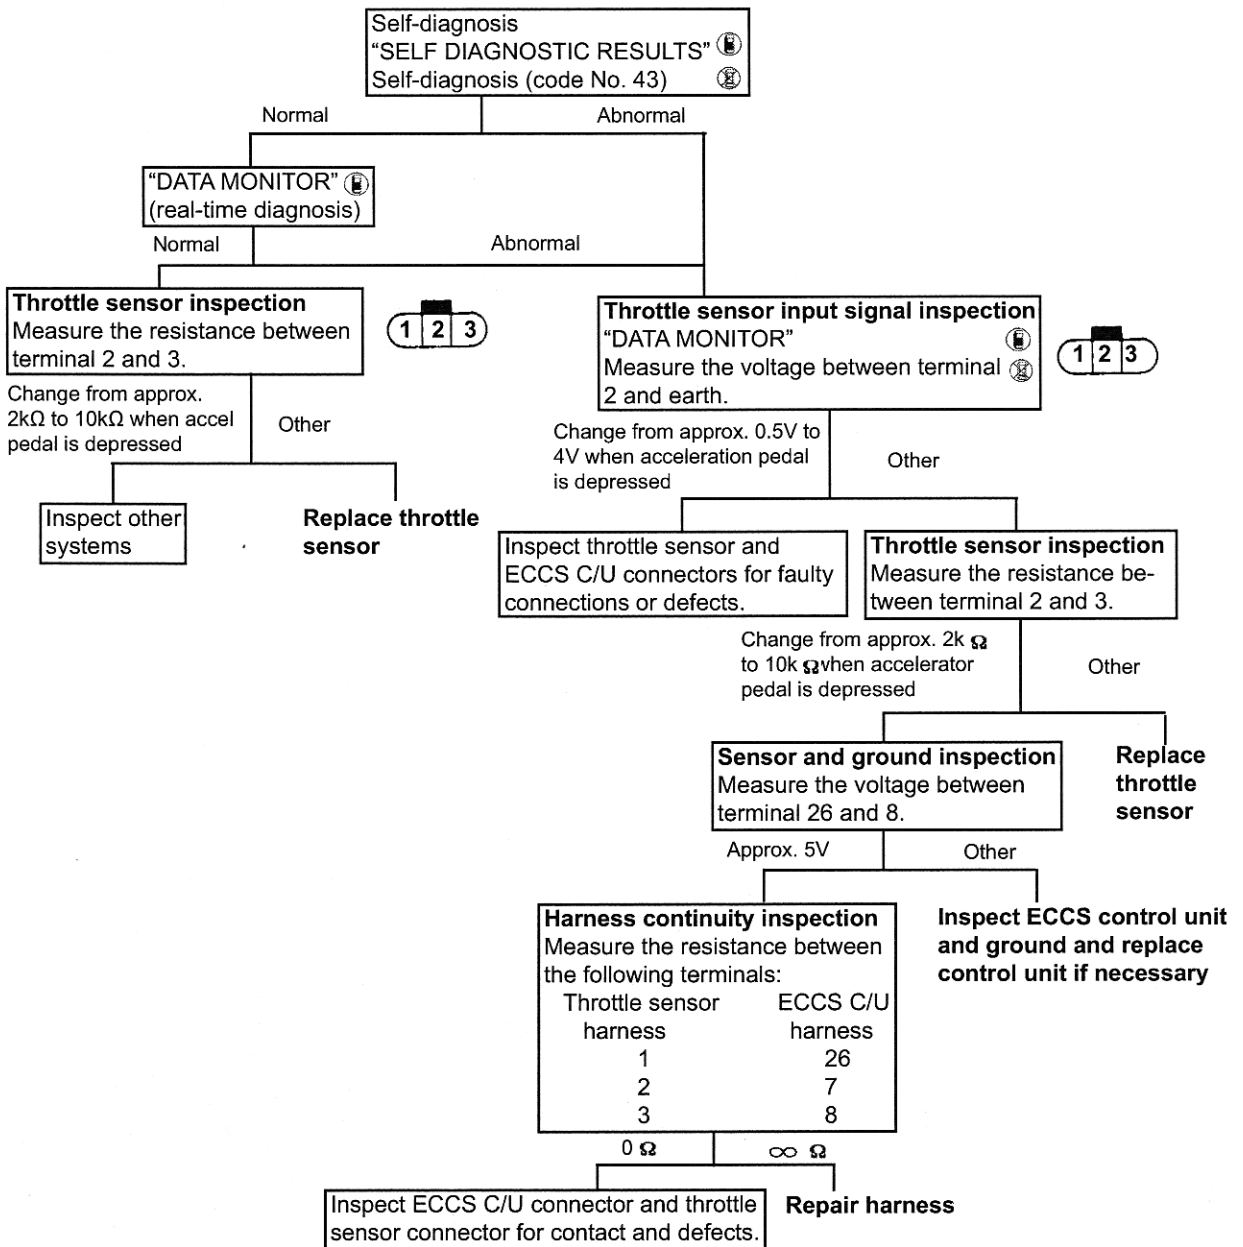 Self-diagnosis
“SELF DIAGNOSTIC RESULTS”
Self-diagnosis (code No. 43)
Normal
Abnormal
“DATA MONITOR”
(real-time diagnosis)
Normal
Abnormal
Throttle sensor inspection
Measure the resistance between
terminal 2 and 3.
1 2 3
Throttle sensor input signal inspection
“DATA MONITOR”
Measure the voltage between terminal
2 and earth.
1 2 3
Change from approx.
2kΩ to 10kΩ when accel
pedal is depressed
Other
Change from approx. 0.5V to
4V when acceleration pedal
is depressed
Other
Inspect other
systems
Replace throttle
sensor
Inspect throttle sensor and
ECCS C/U connectors for faulty
connections or defects.
Throttle sensor inspection
Measure the resistance be-
tween terminal 2 and 3.
Change from approx. 2k Ω
to 10k Ω when accelerator
pedal is depressed
Other
Sensor and ground inspection
Measure the voltage between
terminal 26 and 8.
Replace
throttle
sensor
Approx. 5V
Other
Harness continuity inspection
Measure the resistance between
the following terminals:
Throttle sensor ECCS C/U
harness harness
1 26
2 7
3 8
Inspect ECCS control unit
and ground and replace
control unit if necessary
0 Ω
∞ Ω
Inspect ECCS C/U connector and throttle
sensor connector for contact and defects.
Repair harness